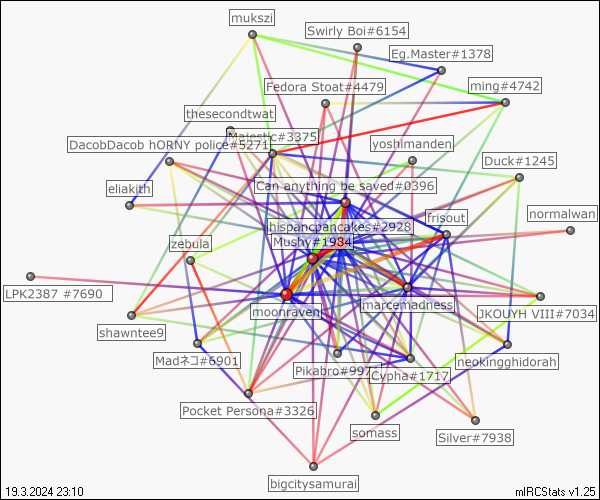 mukszi
Swirly Boi#6154
Eg.Master#1378
Fedora Stoat#4479
ming#4742
thesecondtwat
Majestic#3375
DacobDacob hORNY police#5271
yoshimanden
Duck#1245
eliakith
Can anything be saved#0396
normalwan
frisout
hispancpancakes#2928
zebula
Mushy#1934
LPK2387 #7690
moonraven
marcemadness
JKOUYH VIII#7034
shawntee9
Madネコ#6901
Pikabro#997
Cypha#1717
neokingghidorah
Pocket Persona#3326
somass
Silver#7938
bigcitysamurai
19.3.2024 23:10
mIRCStats v1.25